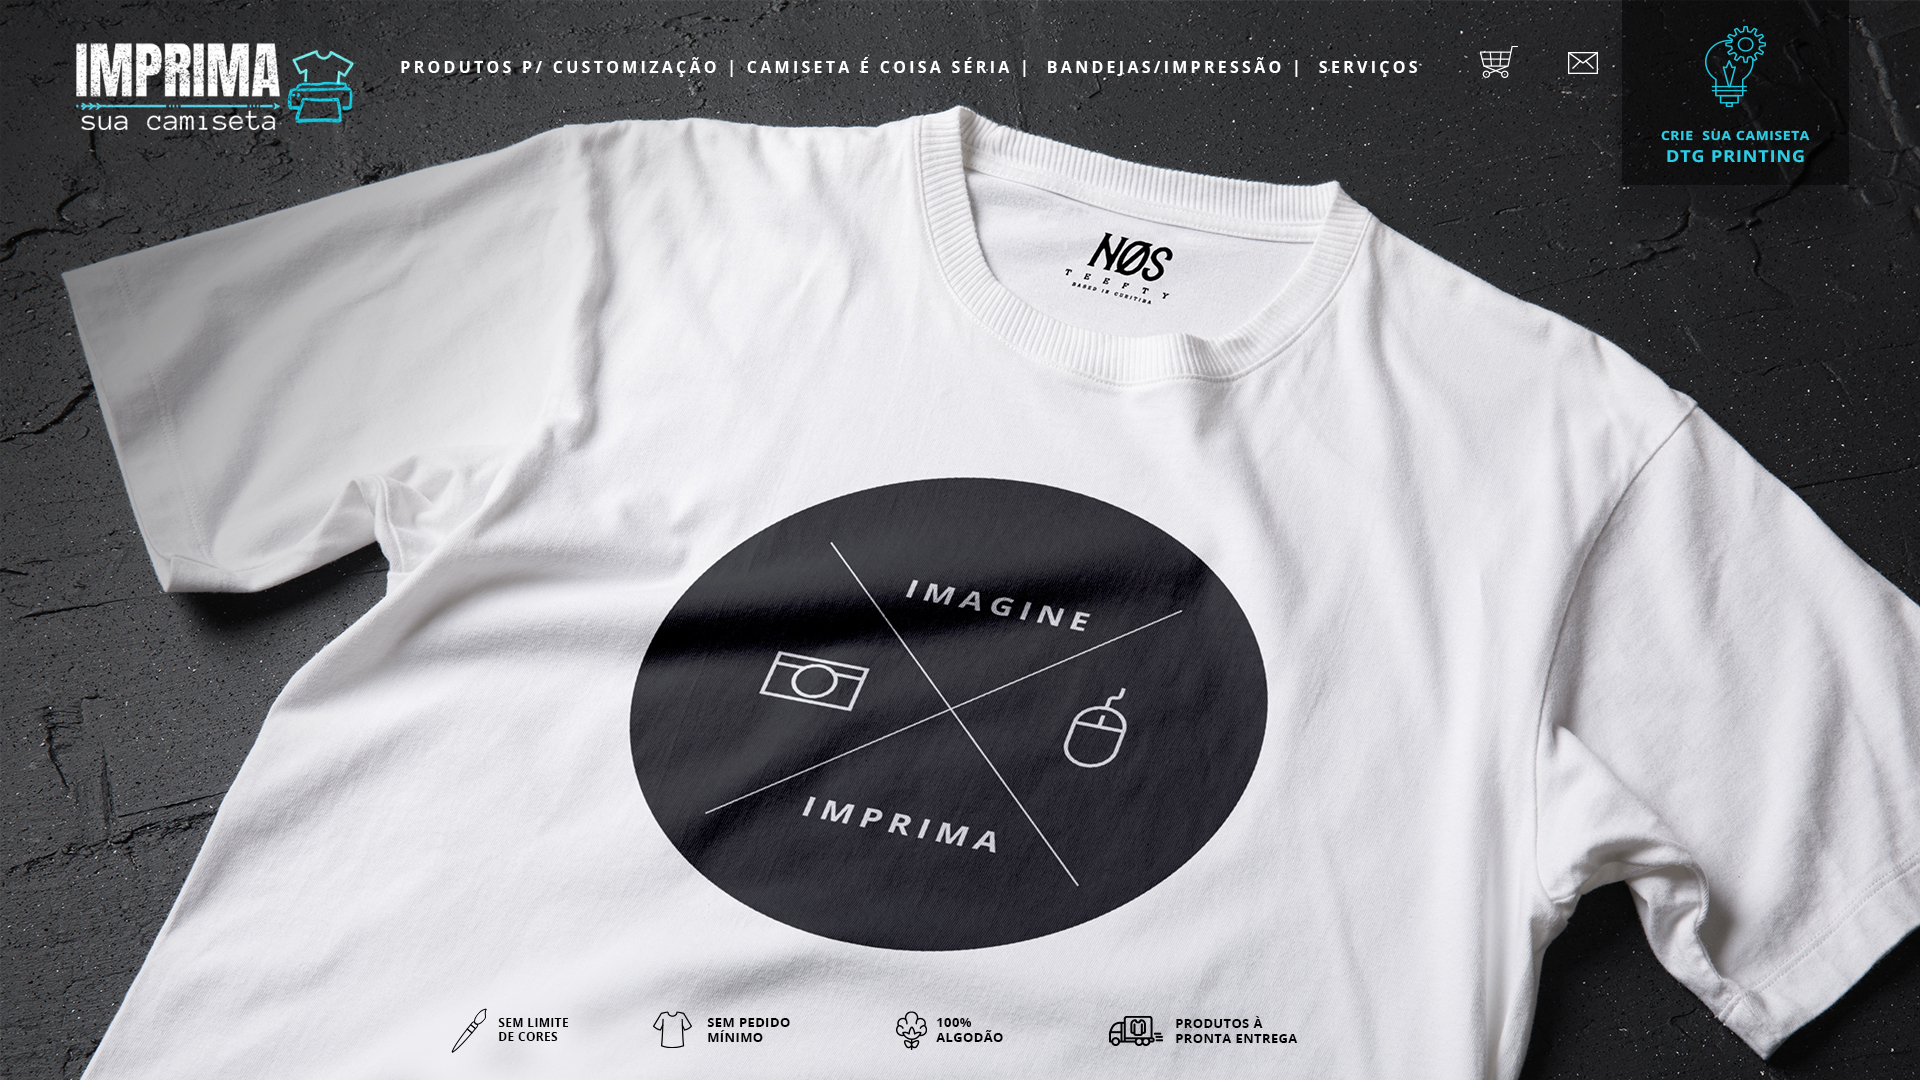 IMPRIMA
sua camiseta
PRODUTOS P/ CUSTOMIZAÇÃO | CAMISETA É COISA SÉRIA | BANDEJAS/IMPRESSÃO | SERVIÇOS
CRIE SUA CAMISETA
DTG PRINTING
NØS
TEEFTY
BASED IN CURITIBA
IMAGINE
IMPRIMA
SEM LIMITE
DE CORES
SEM PEDIDO
MÍNIMO
100%
ALGODÃO
PRODUTOS À
PRONTA ENTREGA